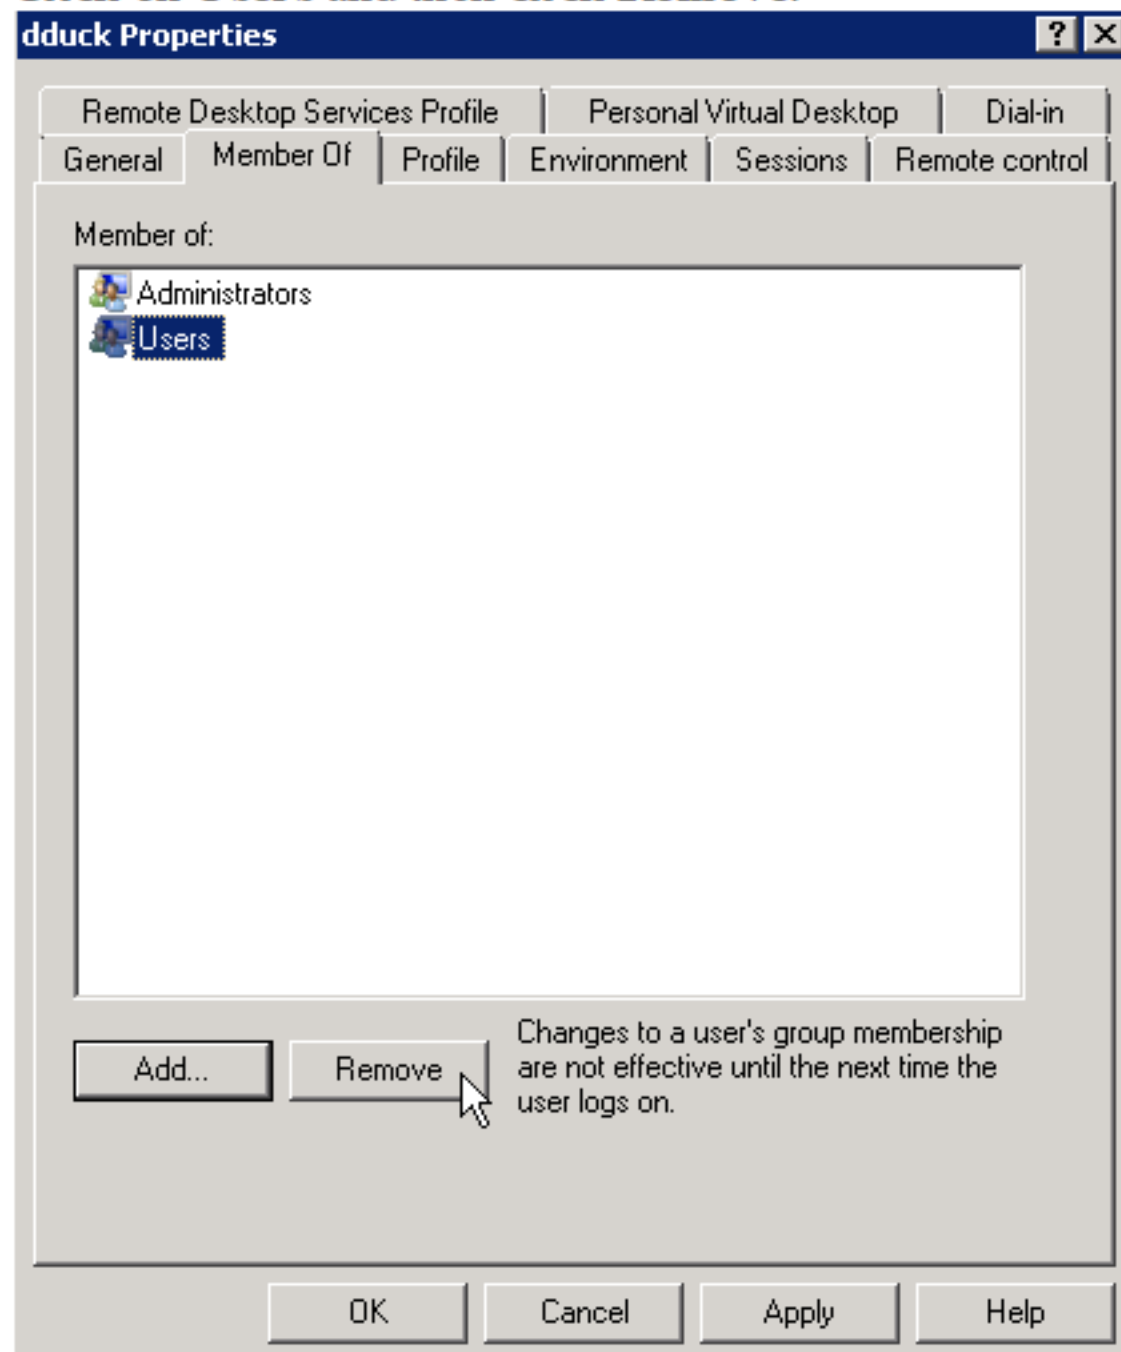 dduck Properties
Remote Desktop Services Profile Personal Virtual Desktop Dial-in
General Member Of Profile Environment Sessions Remote control
Member of:
Administrators
Users
Add... Remove
Changes to a user's group membership
are not effective until the next time the
user logs on.
OK Cancel Apply Help